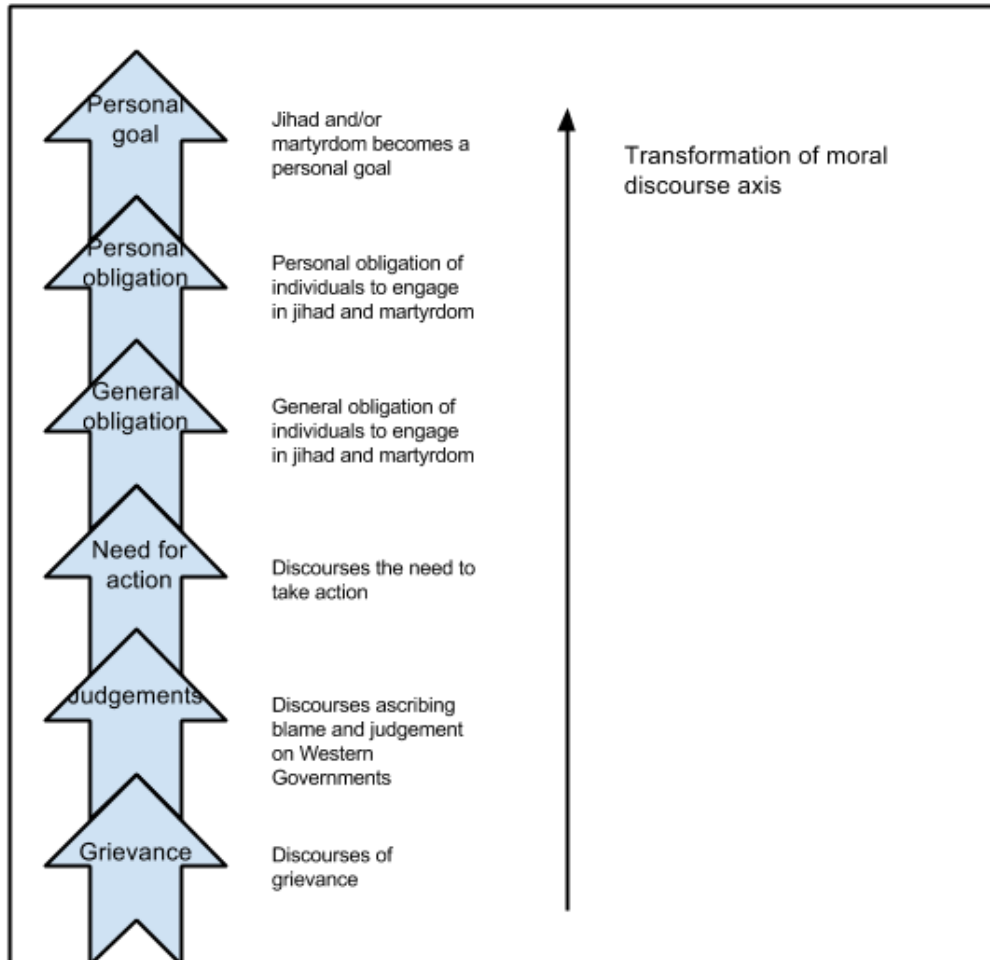 Personal
goal
Jihad and/or
martyrdom becomes a
personal goal
Transformation of moral
discourse axis
Personal
obligation
Personal obligation of
individuals to engage
in jihad and martyrdom
General
obligation
General obligation of
individuals to engage
in jihad and martyrdom
Need for
action
Discourses the need to
take action
Judgements
Discourses ascribing
blame and judgement
on Western
Governments
Grievance
Discourses of
grievance